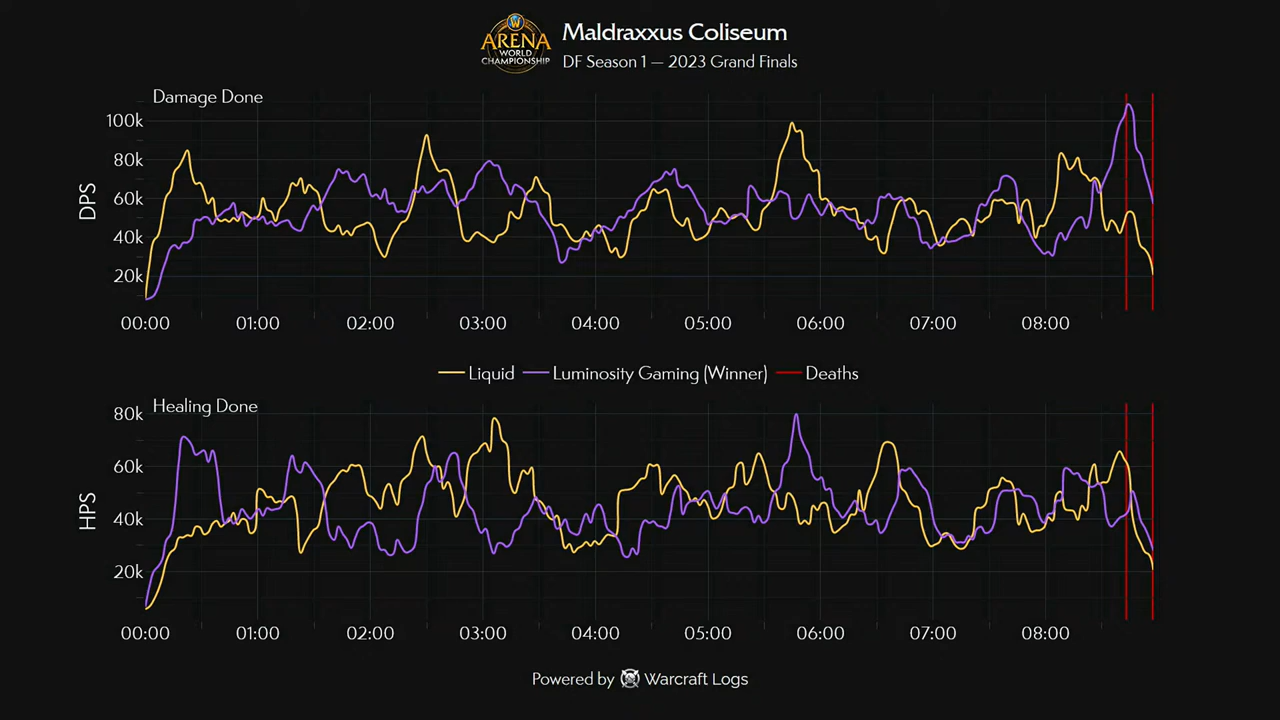 W
ARENA
WORLD
CHAMPIONSHIP
Maldraxxus Coliseum
DF Season 1 — 2023 Grand Finals
Damage Done
DPS
100k
80k
60k
40k
20k
00:00 01:00 02:00 03:00 04:00 05:00 06:00 07:00 08:00
Liquid Luminosity Gaming (Winner) Deaths
Healing Done
HPS
80k
60k
40k
20k
00:00 01:00 02:00 03:00 04:00 05:00 06:00 07:00 08:00
Powered by Warcraft Logs